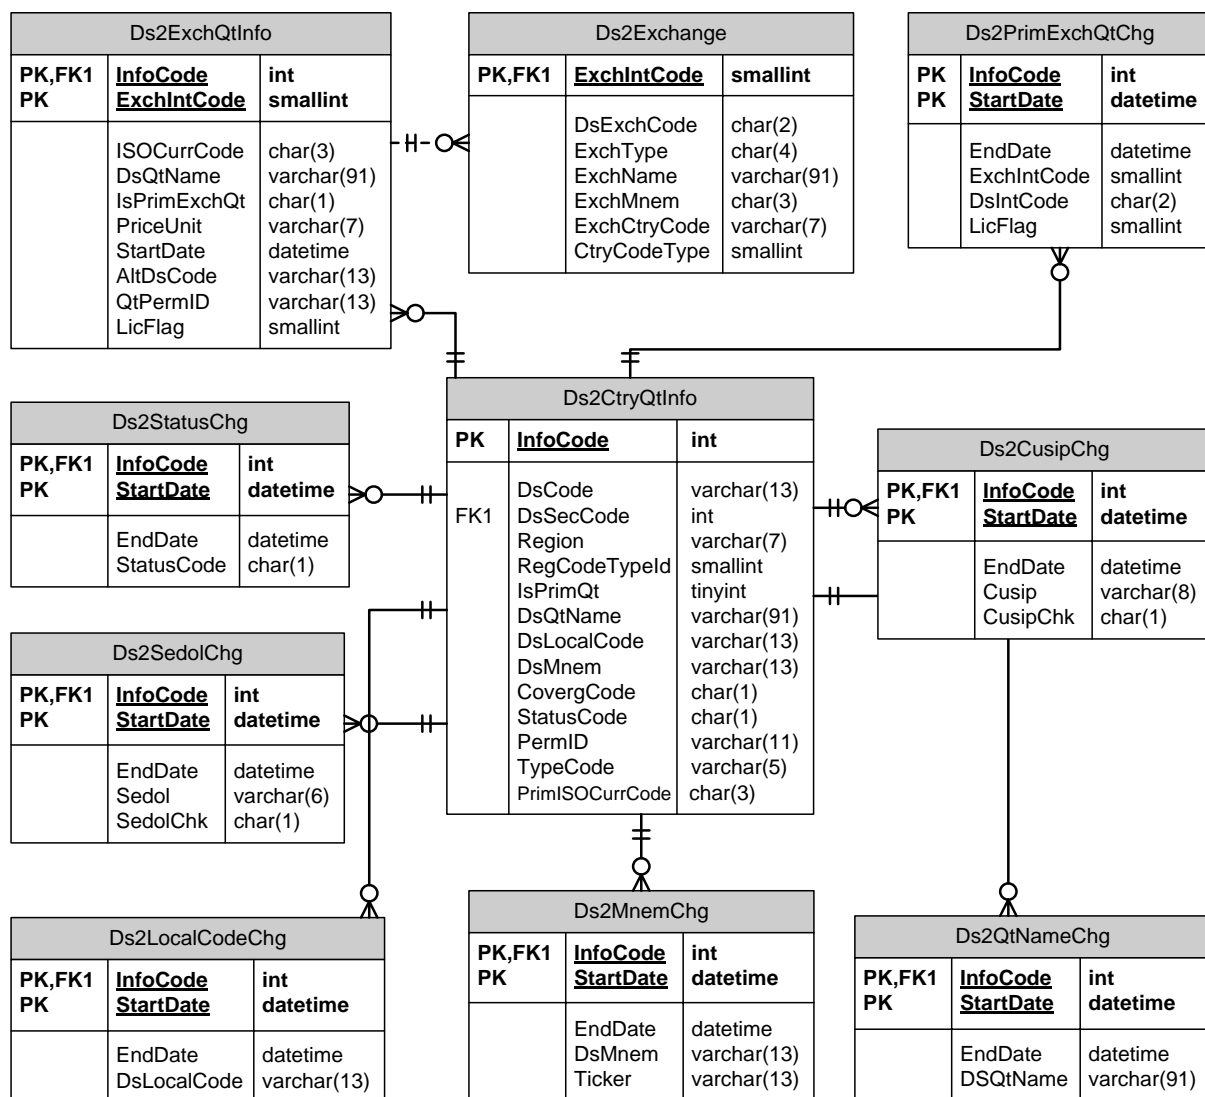 Ds2ExchQtInfo
PK,FK1 InfoCode int
PK ExchIntCode smallint
ISOCurrCode char(3)
DsQtName varchar(91)
IsPrimExchQt char(1)
PriceUnit varchar(7)
StartDate datetime
AltDsCode varchar(13)
QtPermID varchar(13)
LicFlag smallint
Ds2Exchange
PK,FK1 ExchIntCode smallint
DsExchCode char(2)
ExchType char(4)
ExchName varchar(91)
ExchMnem char(3)
ExchCtryCode varchar(7)
CtryCodeType smallint
Ds2PrimExchQtChg
PK InfoCode int
PK StartDate datetime
EndDate datetime
ExchIntCode smallint
DsIntCode char(2)
LicFlag smallint
Ds2StatusChg
PK,FK1 InfoCode int
PK StartDate datetime
EndDate datetime
StatusCode char(1)
Ds2CtryQtInfo
PK InfoCode int
DsCode varchar(13)
FK1 DsSecCode int
Region varchar(7)
RegCodeTypeId smallint
IsPrimQt tinyint
DsQtName varchar(91)
DsLocalCode varchar(13)
DsMnem varchar(13)
CovergCode char(1)
StatusCode char(1)
PermID varchar(11)
TypeCode varchar(5)
PrimISOCurrCode char(3)
Ds2CusipChg
PK,FK1 InfoCode int
PK StartDate datetime
EndDate datetime
Cusip varchar(8)
CusipChk char(1)
Ds2SedolChg
PK,FK1 InfoCode int
PK StartDate datetime
EndDate datetime
Sedol varchar(6)
SedolChk char(1)
Ds2LocalCodeChg
PK,FK1 InfoCode int
PK StartDate datetime
EndDate datetime
DsLocalCode varchar(13)
Ds2MnemChg
PK,FK1 InfoCode int
PK StartDate datetime
EndDate datetime
DsMnem varchar(13)
Ticker varchar(13)
Ds2QtNameChg
PK,FK1 InfoCode int
PK StartDate datetime
EndDate datetime
DSQtName varchar(91)